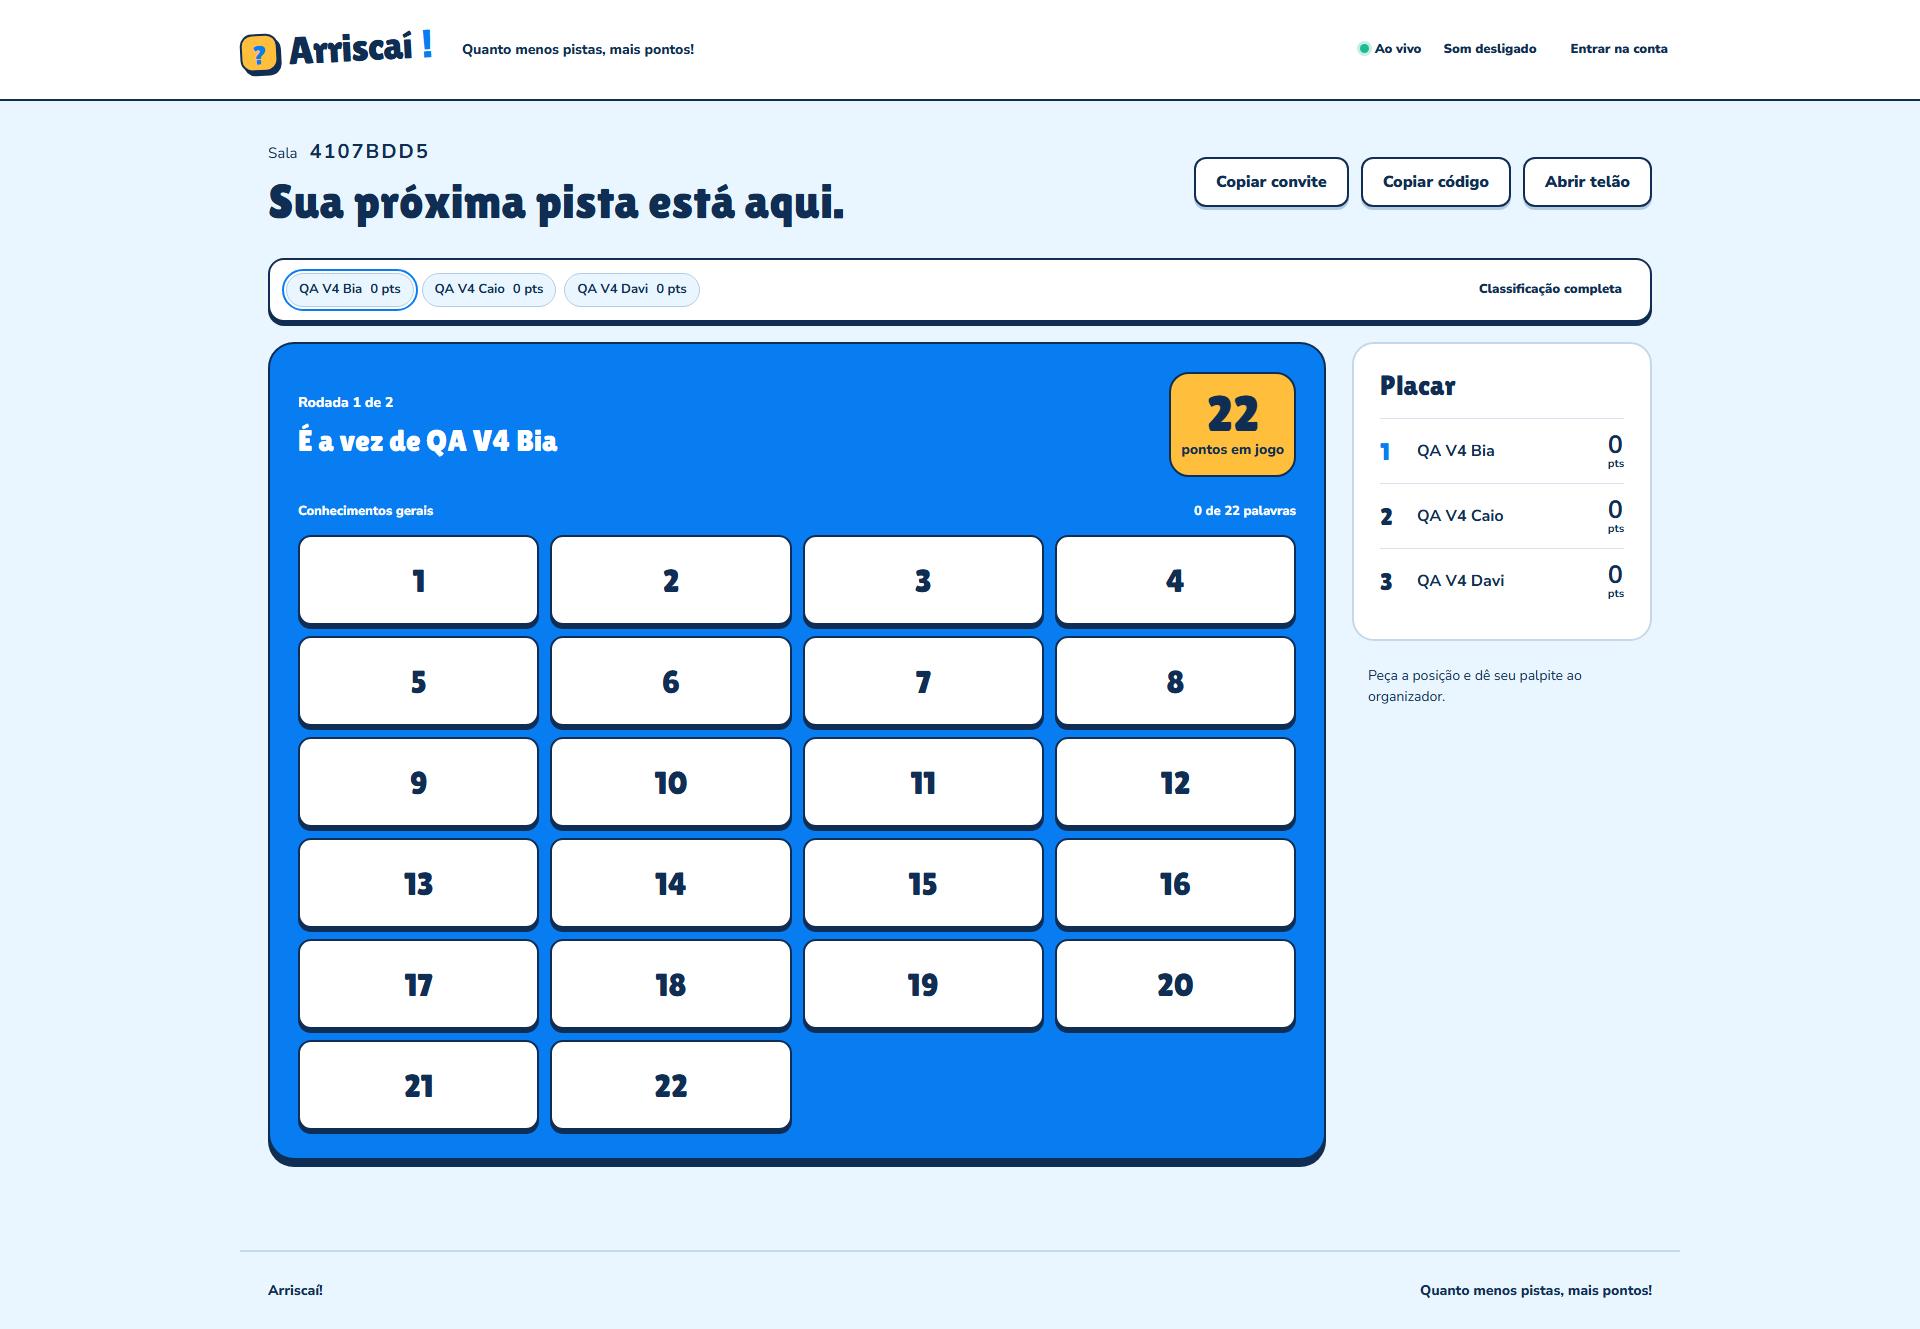 ? Arriscaí !
Quanto menos pistas, mais pontos!
Ao vivo
Som desligado
Entrar na conta
Sala 4107BDD5
Sua próxima pista está aqui.
Copiar convite
Copiar código
Abrir telão
QA V4 Bia 0 pts
QA V4 Caio 0 pts
QA V4 Davi 0 pts
Classificação completa
Rodada 1 de 2
É a vez de QA V4 Bia
22
pontos em jogo
Conhecimentos gerais
0 de 22 palavras
1 2 3 4
5 6 7 8
9 10 11 12
13 14 15 16
17 18 19 20
21 22
Placar
1 QA V4 Bia 0 pts
2 QA V4 Caio 0 pts
3 QA V4 Davi 0 pts
Peça a posição e dê seu palpite ao
organizador.
Arriscaí!
Quanto menos pistas, mais pontos!